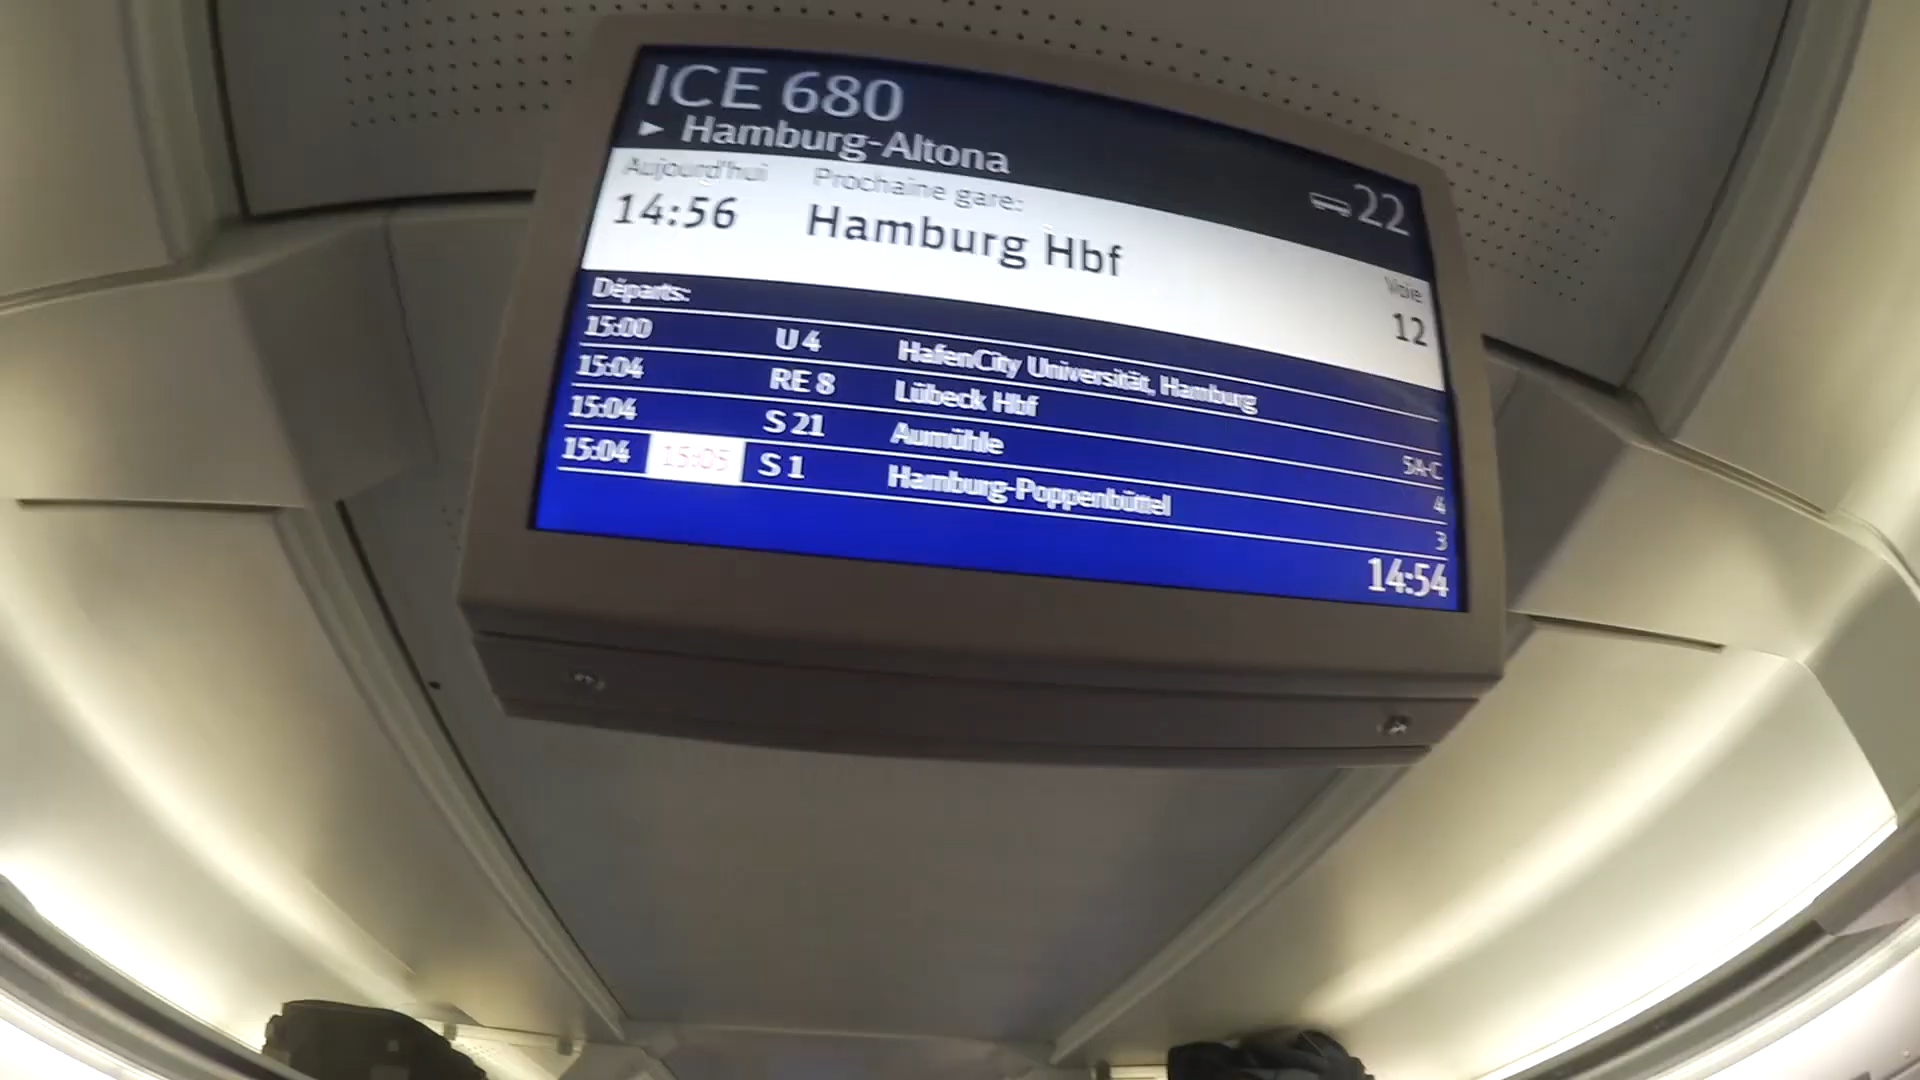 ICE 680
► Hamburg-Altona
22
Aujourd'hui Prochaine gare: Voie
14:56 Hamburg Hbf 12
Départs:
15:00 U 4 HafenCity Universität, Hamburg
15:04 RE 8 Lübeck Hbf 5A-C
15:04 S 21 Aumühle 4
15:04 15:05 S 1 Hamburg-Poppenbüttel 3
14:54